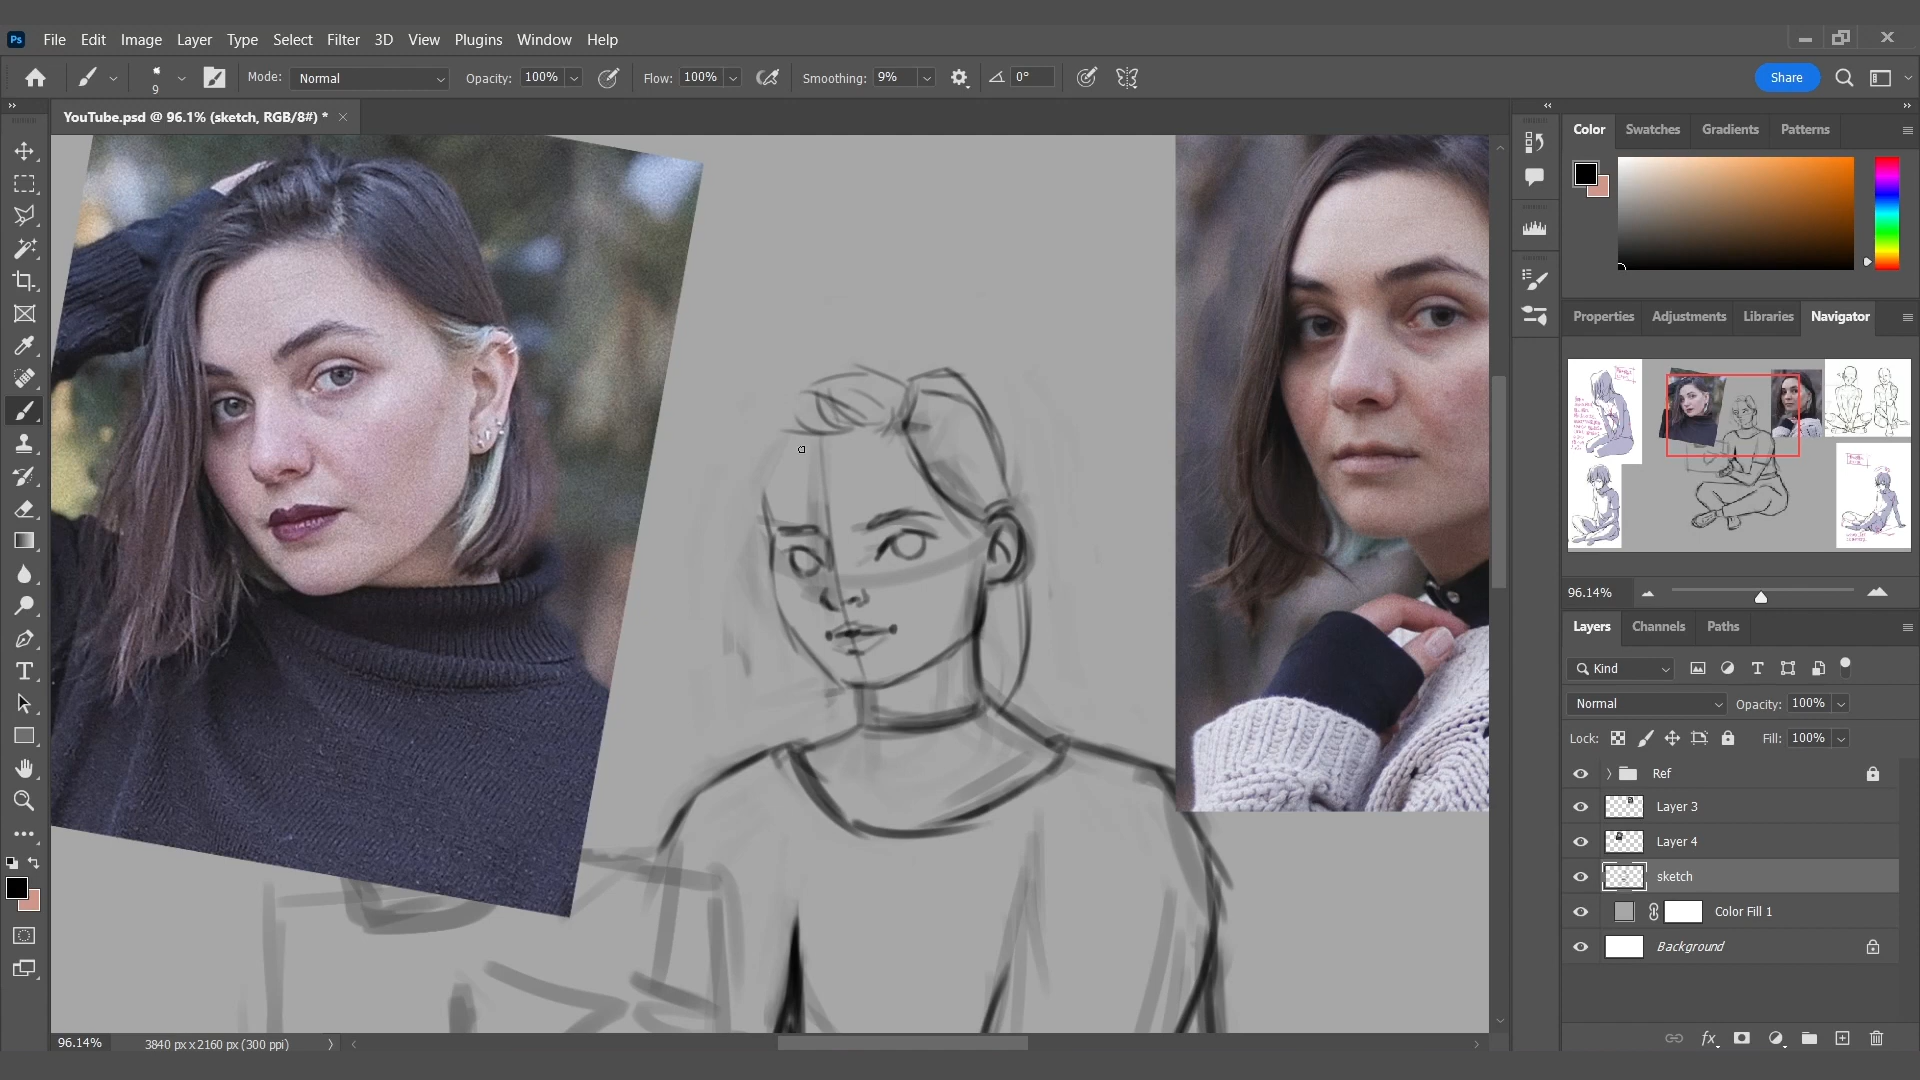 Ps File Edit Image Layer Type Select Filter 3D View Plugins Window Help
9 Mode: Normal Opacity: 100% Flow: 100% Smoothing: 9% 0° Share
YouTube.psd @ 96.1% (sketch, RGB/8#) *
Color Swatches Gradients Patterns
Properties Adjustments Libraries Navigator
96.14%
Layers Channels Paths
Kind
Normal Opacity: 100%
Lock: Fill: 100%
Ref
Layer 3
Layer 4
sketch
Color Fill 1
Background
96.14% 3840 px x 2160 px (300 ppi)